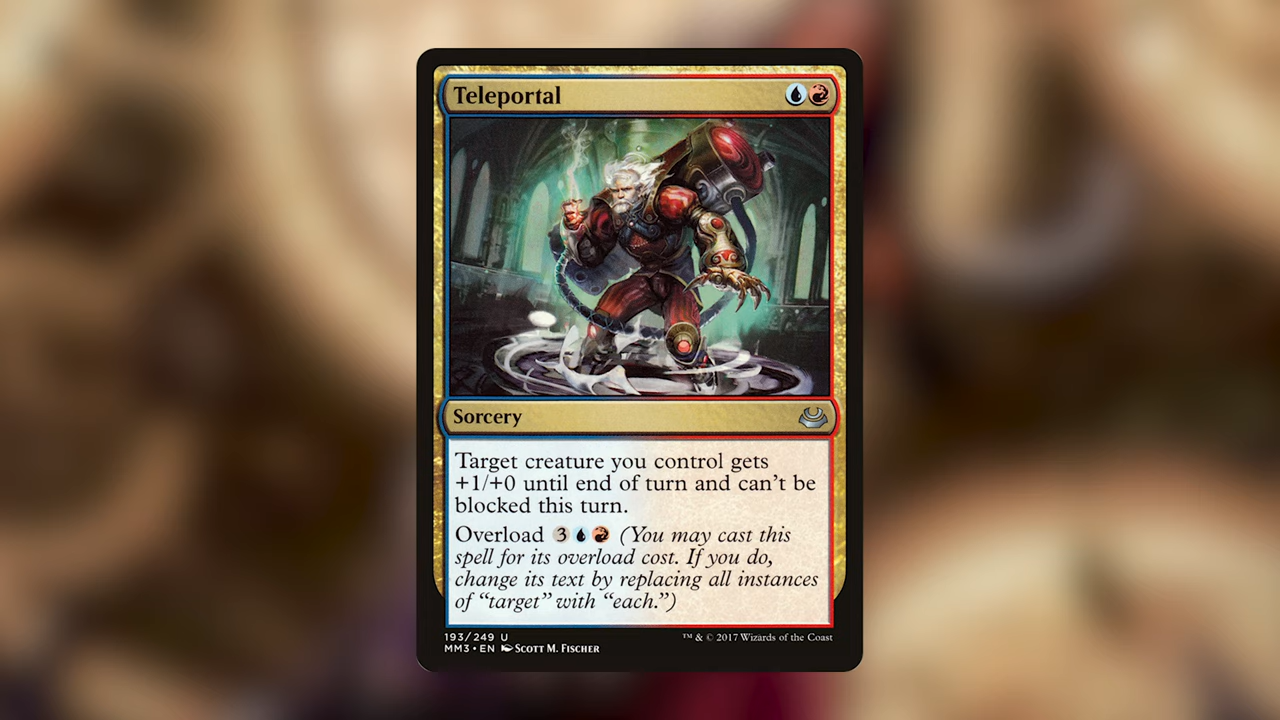 Teleportal
Sorcery
Target creature you control gets
+1/+0 until end of turn and can't be
blocked this turn.
Overload 3 (You may cast this
spell for its overload cost. If you do,
change its text by replacing all instances
of “target” with “each.”)
193/249 U
™ & © 2017 Wizards of the Coast
MM3 • EN Scott M. Fischer